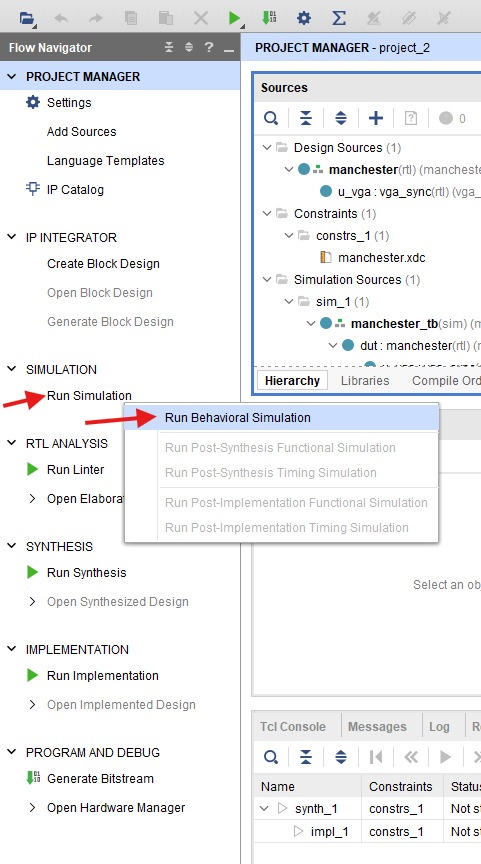 Flow Navigator
?
PROJECT MANAGER
Settings
Add Sources
Language Templates
IP Catalog
IP INTEGRATOR
Create Block Design
Open Block Design
Generate Block Design
SIMULATION
Run Simulation
Run Behavioral Simulation
Run Post-Synthesis Functional Simulation
Run Post-Synthesis Timing Simulation
Run Post-Implementation Functional Simulation
Run Post-Implementation Timing Simulation
RTL ANALYSIS
Run Linter
Open Elaborat
SYNTHESIS
Run Synthesis
Open Synthesized Design
IMPLEMENTATION
Run Implementation
Open Implemented Design
PROGRAM AND DEBUG
Generate Bitstream
Open Hardware Manager
PROJECT MANAGER - project_2
Sources
0
Design Sources (1)
manchester(rtl) (mancheste
u_vga : vga_sync(rtl) (vga_
Constraints (1)
constrs_1 (1)
manchester.xdc
Simulation Sources (1)
sim_1 (1)
manchester_tb(sim) (m
dut : manchester(rtl) (
Hierarchy Libraries Compile Ord
Select an obj
Tcl Console Messages Log
Name Constraints Status
synth_1 constrs_1 Not st
impl_1 constrs_1 Not st